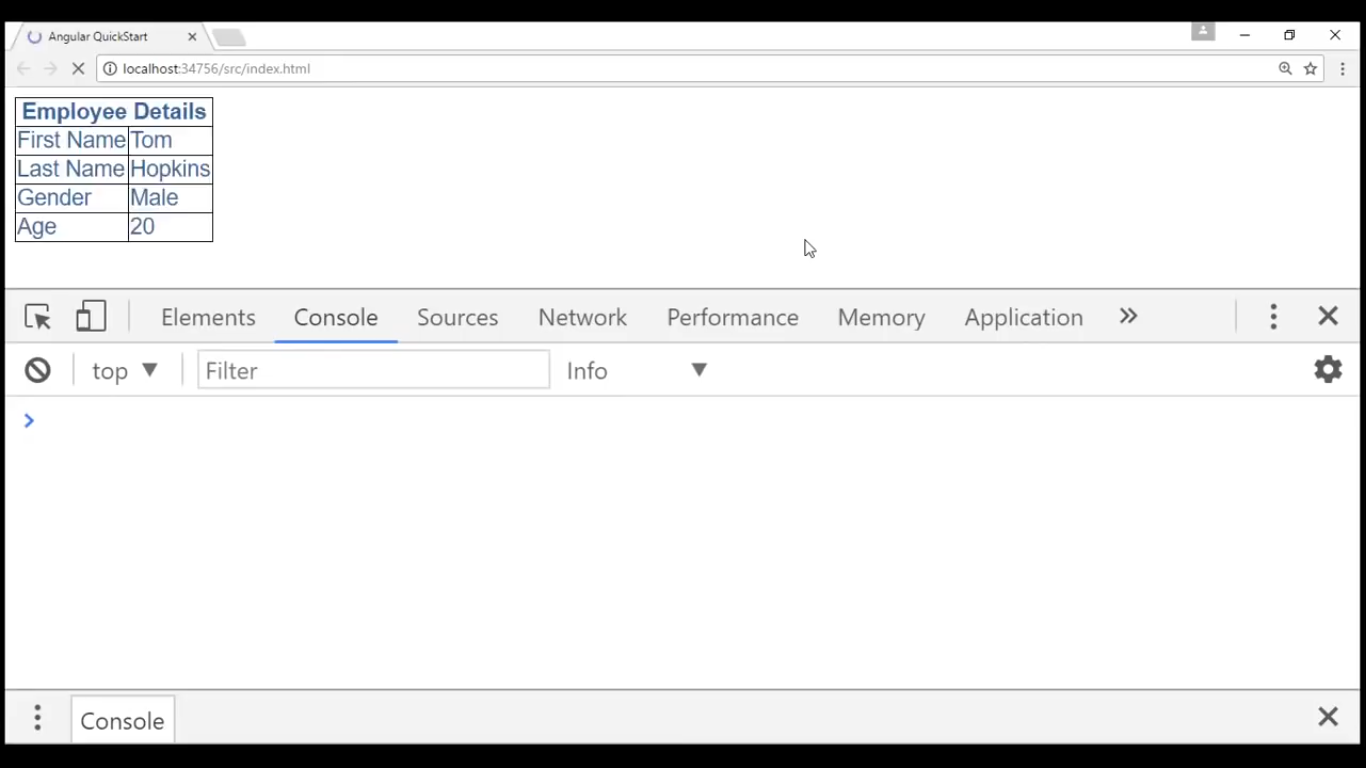 Angular QuickStart
localhost:34756/src/index.html
Employee Details
First Name Tom
Last Name Hopkins
Gender Male
Age 20
Elements Console Sources Network Performance Memory Application »
top Filter Info
Console